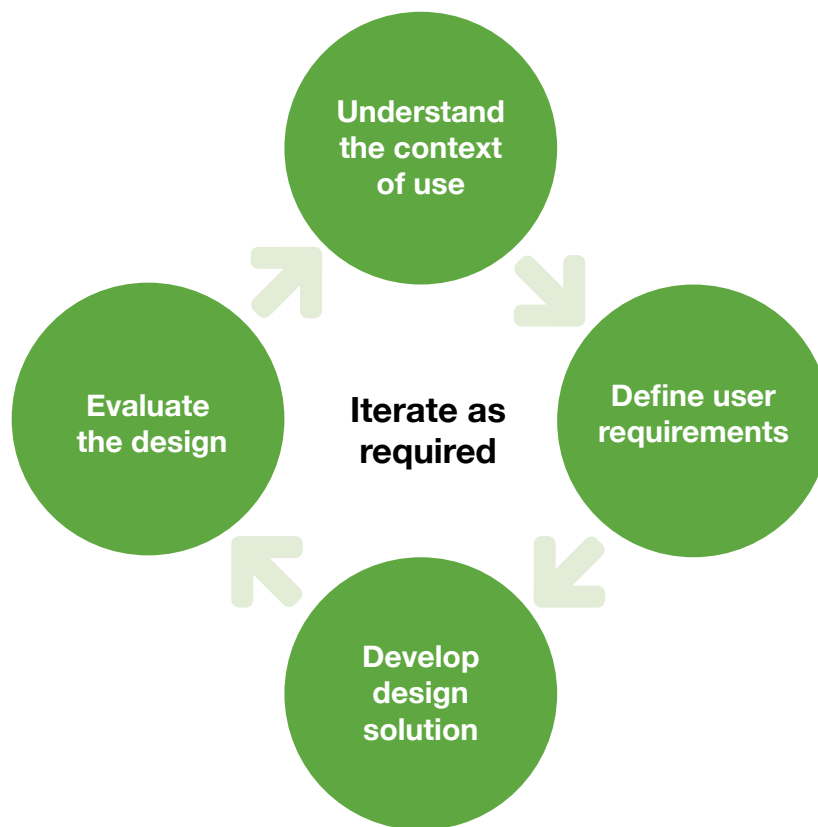 Understand
the context
of use
Define user
requirements
Develop
design
solution
Evaluate
the design
Iterate as
required